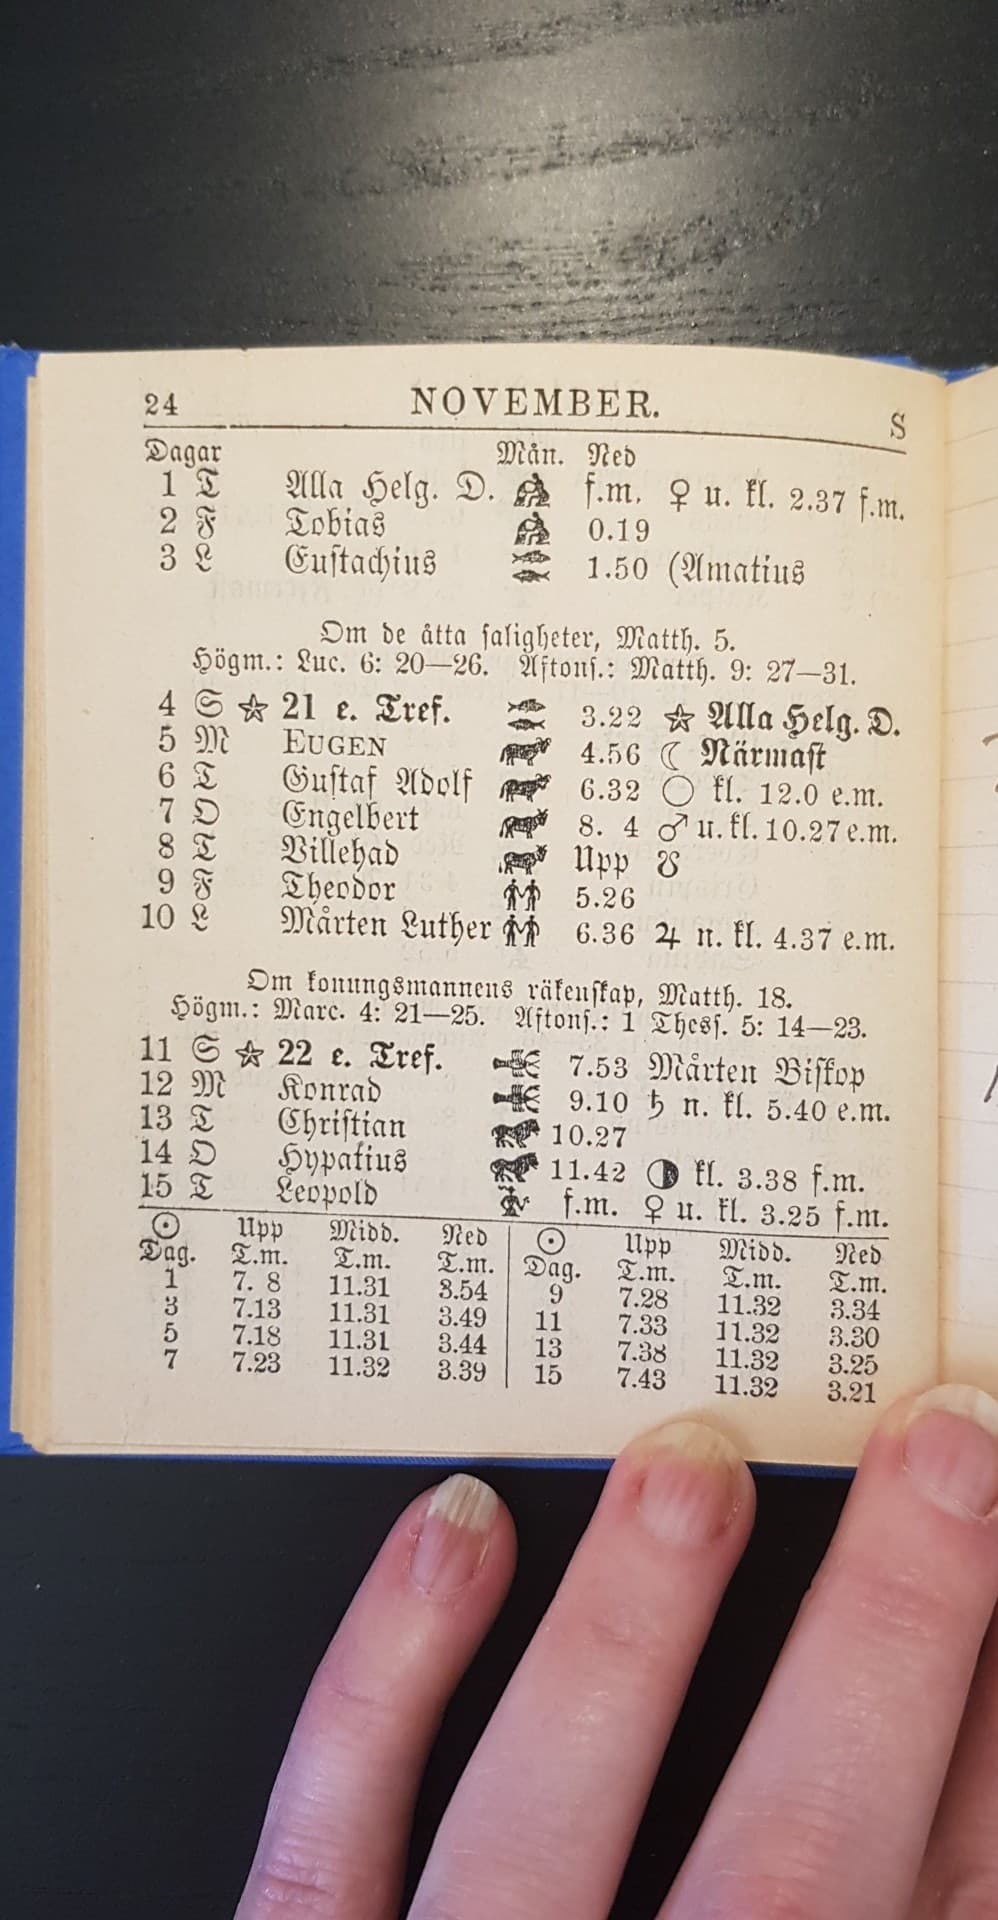 24 NOVEMBER. S
Dagar Mån. Ned
1 T Alla Helg. D. f.m. ♀ u. kl. 2.37 f.m.
2 F Tobias 0.19
3 L Eustachius 1.50 (Amatius
Om de åtta saligheter, Matth. 5.
Högm.: Luc. 6: 20—26. Aftons.: Matth. 9: 27—31.
4 S ☆ 21 e. Tref. 3.22 ☆ Alla Helg. D.
5 M EUGEN 4.56 ☾ Närmast
6 T Gustaf Adolf 6.32 ○ kl. 12.0 e.m.
7 O Engelbert 8. 4 ♂ u. kl. 10.27 e.m.
8 T Villehad Upp ☋
9 F Theodor 5.26
10 L Mårten Luther 6.36 ♃ n. kl. 4.37 e.m.
Om konungsmannens räkenskap, Matth. 18.
Högm.: Marc. 4: 21—25. Aftons.: 1 Thess. 5: 14—23.
11 S ☆ 22 e. Tref. 7.53 Mårten Biskop
12 M Konrad 9.10 ♄ n. kl. 5.40 e.m.
13 T Christian 10.27
14 O Hypatius 11.42 ◑ kl. 3.38 f.m.
15 T Leopold f.m. ♀ u. kl. 3.25 f.m.
☉ Upp Midd. Ned ☉ Upp Midd. Ned
Dag. T.m. T.m. T.m. Dag. T.m. T.m. T.m.
1 7. 8 11.31 3.54 9 7.28 11.32 3.34
3 7.13 11.31 3.49 11 7.33 11.32 3.30
5 7.18 11.31 3.44 13 7.38 11.32 3.25
7 7.23 11.32 3.39 15 7.43 11.32 3.21